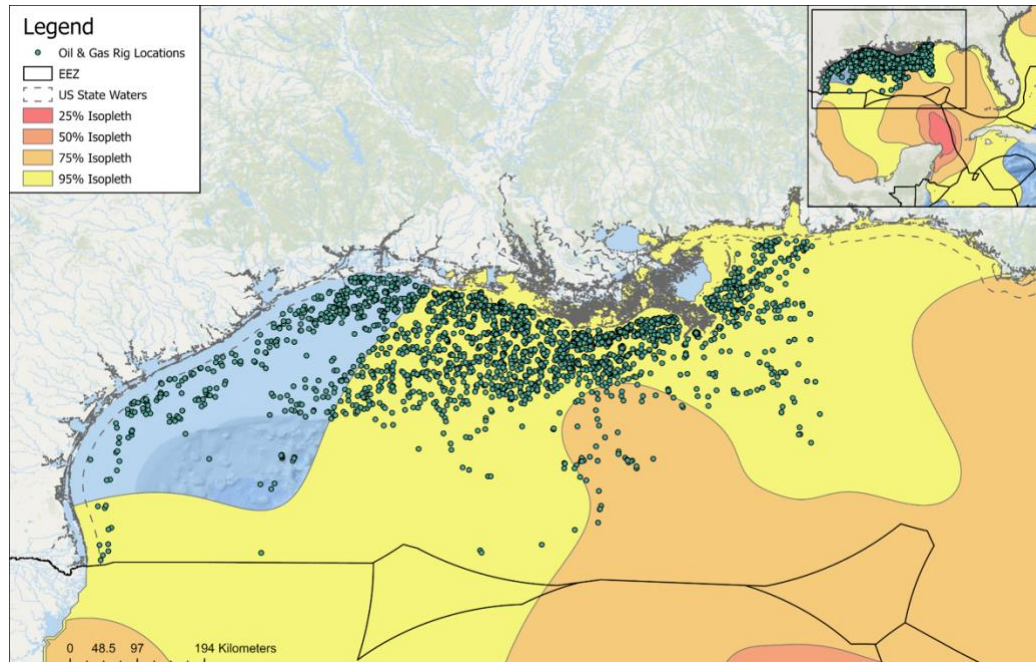 Legend
Oil & Gas Rig Locations
EEZ
US State Waters
25% Isopleth
50% Isopleth
75% Isopleth
95% Isopleth
0 48.5 97 194 Kilometers